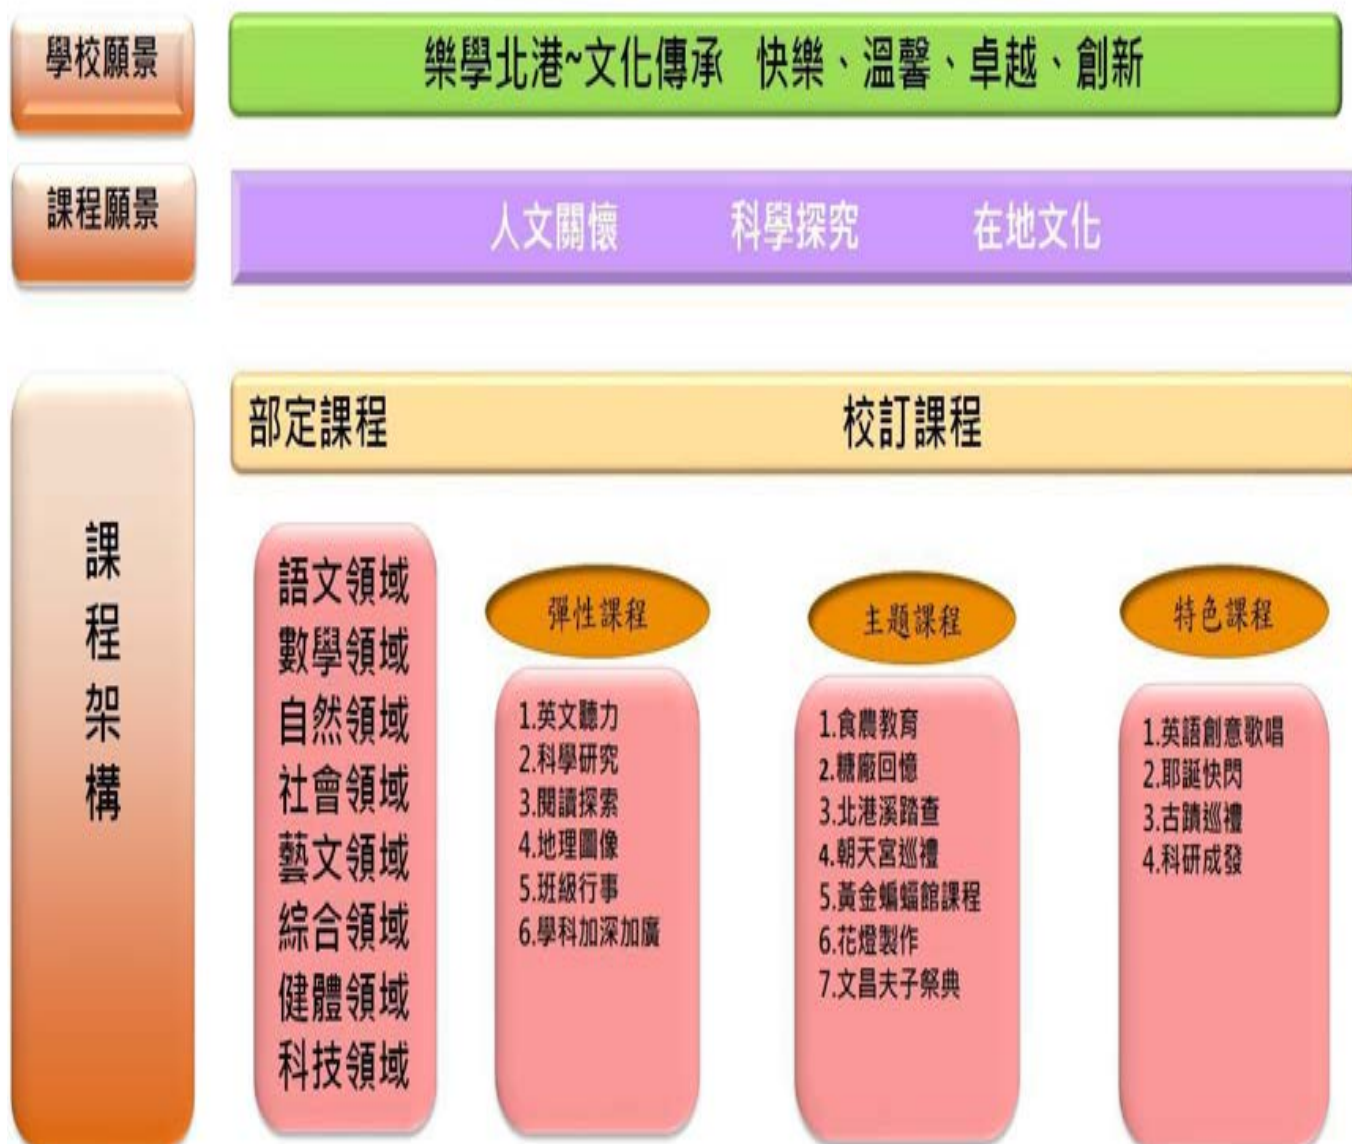 學校願景
樂學北港~文化傳承 快樂、溫馨、卓越、創新
課程願景
人文關懷 科學探究 在地文化
課程架構
部定課程 校訂課程
語文領域
數學領域
自然領域
社會領域
藝文領域
綜合領域
健體領域
科技領域
彈性課程
1.英文聽力
2.科學研究
3.閱讀探索
4.地理圖像
5.班級行事
6.學科加深加廣
主題課程
1.食農教育
2.糖廠回憶
3.北港溪踏查
4.朝天宮巡禮
5.黃金蝙蝠館課程
6.花燈製作
7.文昌夫子祭典
特色課程
1.英語創意歌唱
2.耶誕快閃
3.古蹟巡禮
4.科研成發